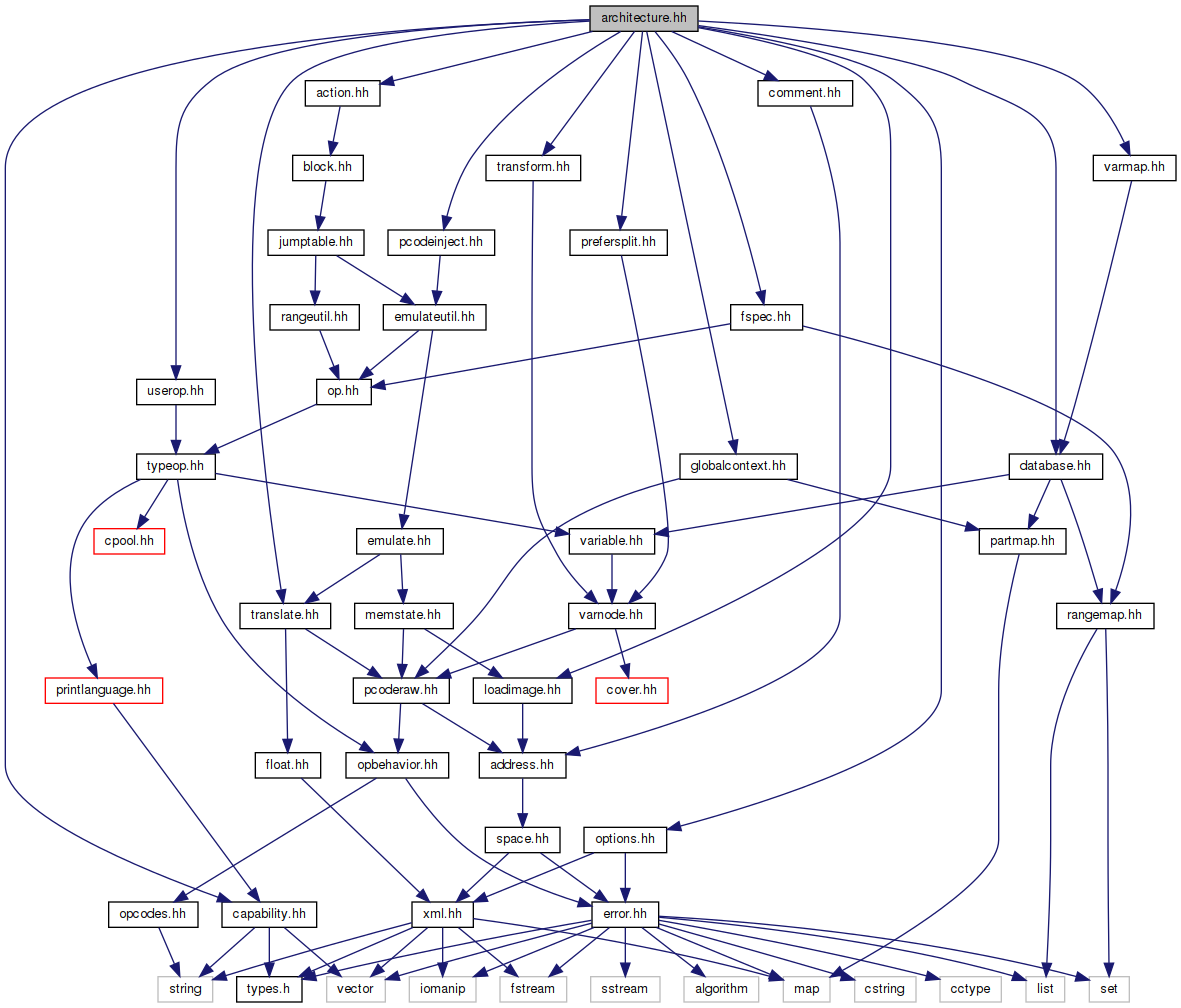 architecture.hh
action.hh
comment.hh
block.hh
transform.hh
varmap.hh
jumptable.hh
pcodeinject.hh
prefersplit.hh
rangeutil.hh
emulateutil.hh
fspec.hh
userop.hh
op.hh
typeop.hh
globalcontext.hh
database.hh
cpool.hh
emulate.hh
variable.hh
partmap.hh
translate.hh
memstate.hh
varnode.hh
rangemap.hh
printlanguage.hh
pcoderaw.hh
loadimage.hh
cover.hh
float.hh
opbehavior.hh
address.hh
space.hh
options.hh
opcodes.hh
capability.hh
xml.hh
error.hh
string
types.h
vector
iomanip
fstream
sstream
algorithm
map
cstring
cctype
list
set